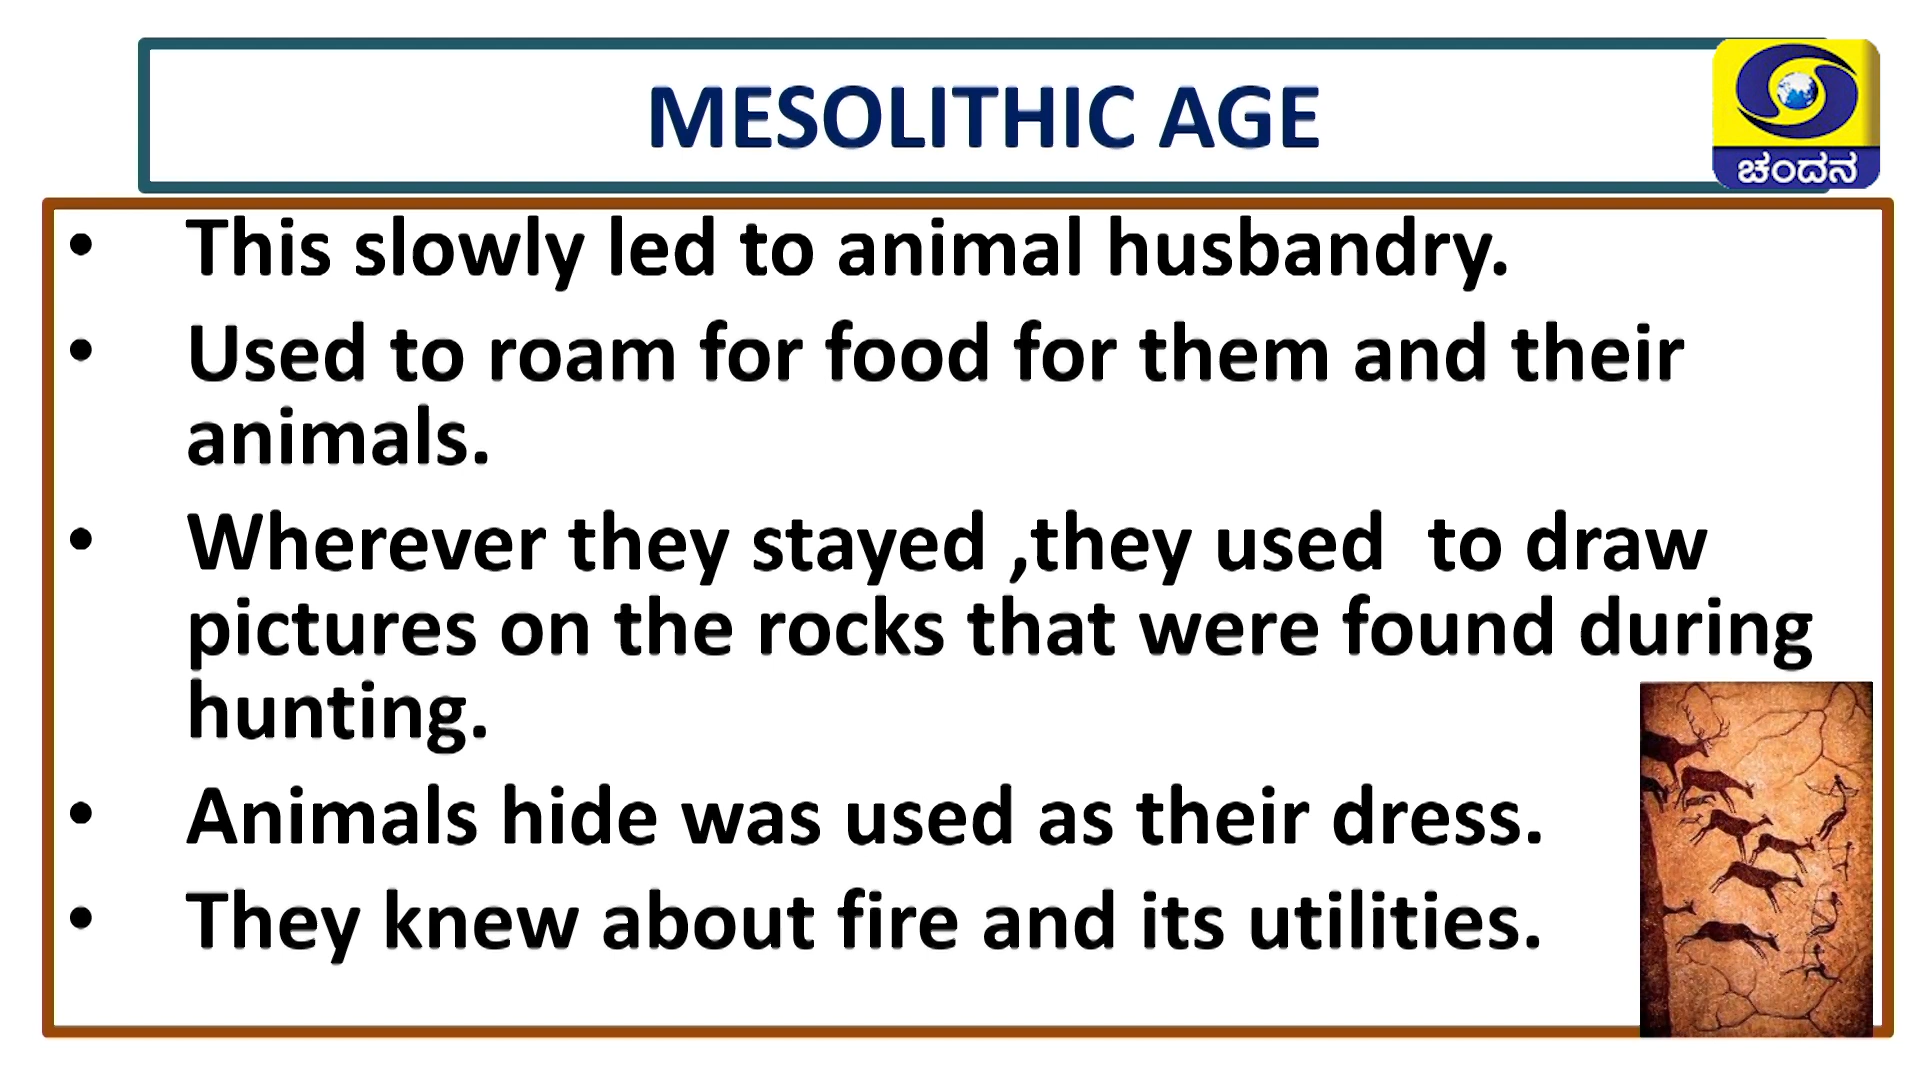 MESOLITHIC AGE
ಚಂದನ
• This slowly led to animal husbandry.
• Used to roam for food for them and their
animals.
• Wherever they stayed ,they used  to draw
pictures on the rocks that were found during
hunting.
• Animals hide was used as their dress.
• They knew about fire and its utilities.